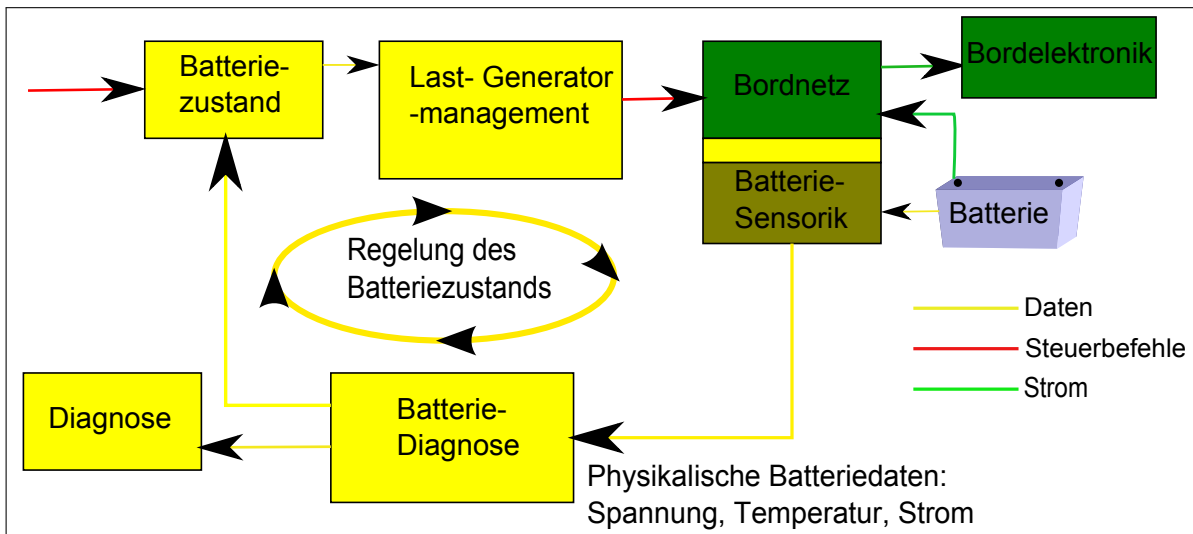 Batterie-
zustand
Last- Generator
-management
Bordnetz
Bordelektronik
Batterie-
Sensorik
Batterie
Regelung des
Batteriezustands
Daten
Steuerbefehle
Strom
Diagnose
Batterie-
Diagnose
Physikalische Batteriedaten:
Spannung, Temperatur, Strom